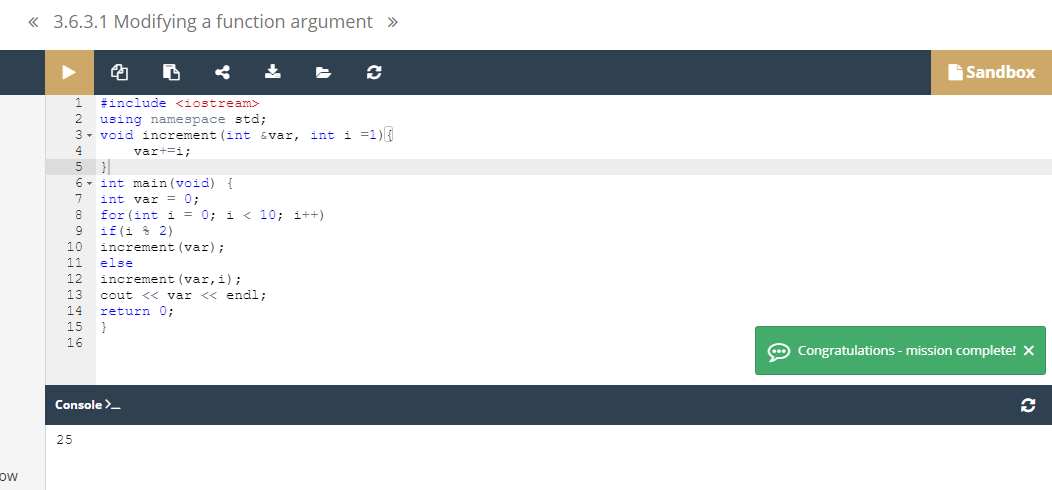 « 3.6.3.1 Modifying a function argument »
Sandbox
1 #include <iostream>
2 using namespace std;
3 void increment(int &var, int i =1){
4 var+=i;
5 }
6 int main(void) {
7 int var = 0;
8 for(int i = 0; i < 10; i++)
9 if(i % 2)
10 increment(var);
11 else
12 increment(var,i);
13 cout << var << endl;
14 return 0;
15 }
16
Congratulations - mission complete! ×
Console >_
25
ow